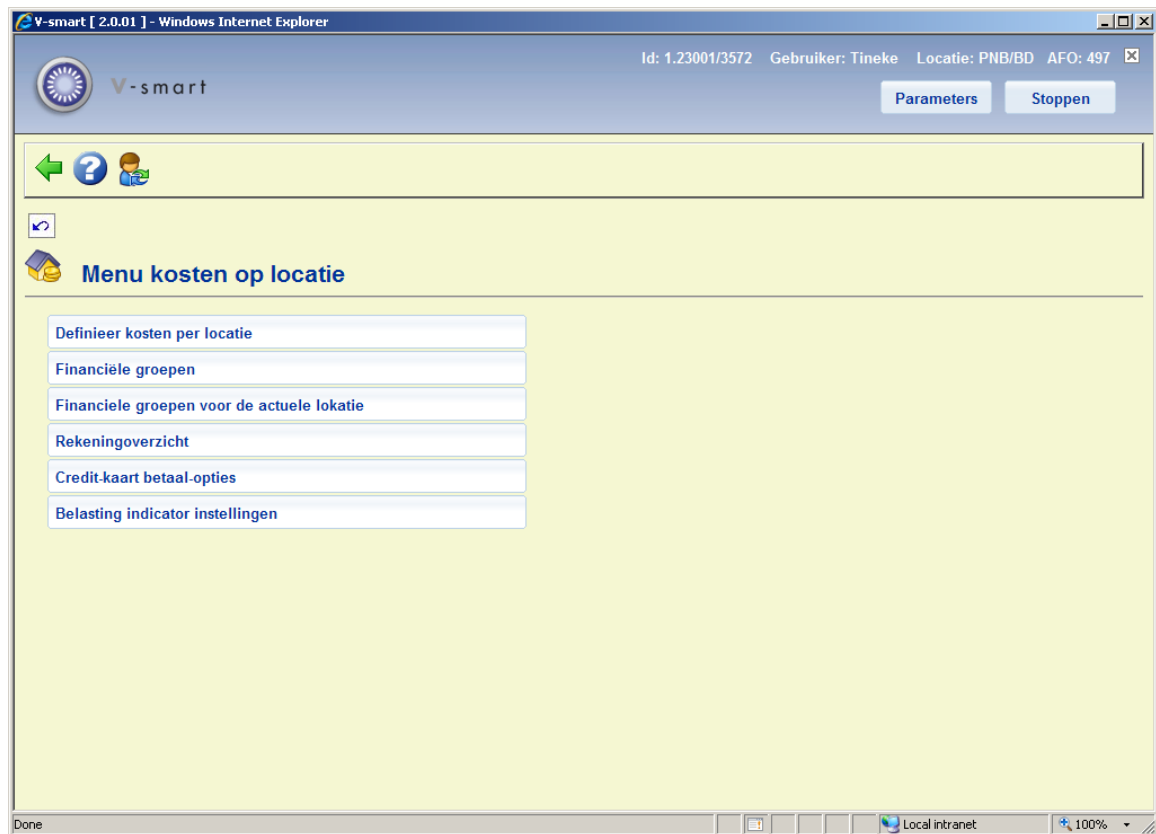 V-smart [ 2.0.01 ] - Windows Internet Explorer
Id: 1.23001/3572 Gebruiker: Tineke Locatie: PNB/BD AFO: 497
V-smart
Parameters Stoppen
Menu kosten op locatie
Definieer kosten per locatie
Financiële groepen
Financiele groepen voor de actuele lokatie
Rekeningoverzicht
Credit-kaart betaal-opties
Belasting indicator instellingen
Done Local intranet 100%